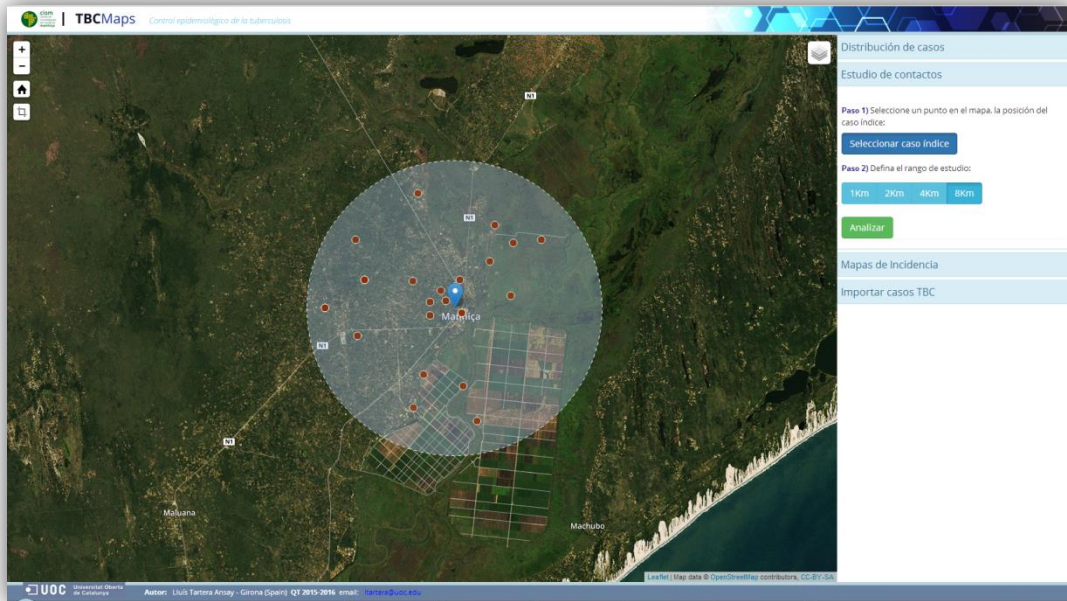 cism
TBCMaps
Control epidemiológico de la tuberculosis
+
−
N1
N1
Manhiça
N1
N1
Maluana
Machubo
Leaflet | Map data © OpenStreetMap contributors, CC-BY-SA
Distribución de casos
Estudio de contactos
Paso 1) Seleccione un punto en el mapa, la posición del
caso índice:
Seleccionar caso índice
Paso 2) Defina el rango de estudio:
1Km 2Km 4Km 8Km
Analizar
Mapas de Incidencia
Importar casos TBC
UOC Universitat Oberta
de Catalunya
Autor: Lluís Tartera Ansay - Girona (Spain) QT 2015-2016 email: ltartera@uoc.edu